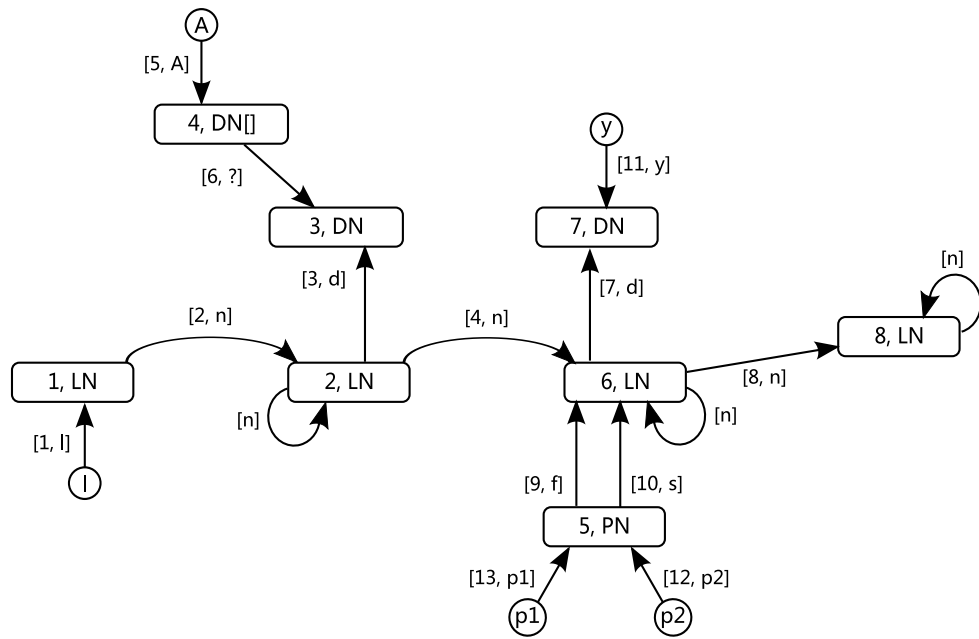 A
[5, A]
4, DN[]
y
[11, y]
[6, ?]
3, DN
7, DN
[3, d]
[7, d]
[n]
[2, n]
[4, n]
8, LN
1, LN
2, LN
6, LN
[8, n]
[n]
[n]
[1, l]
l
[9, f]
[10, s]
5, PN
[13, p1]
[12, p2]
p1
p2